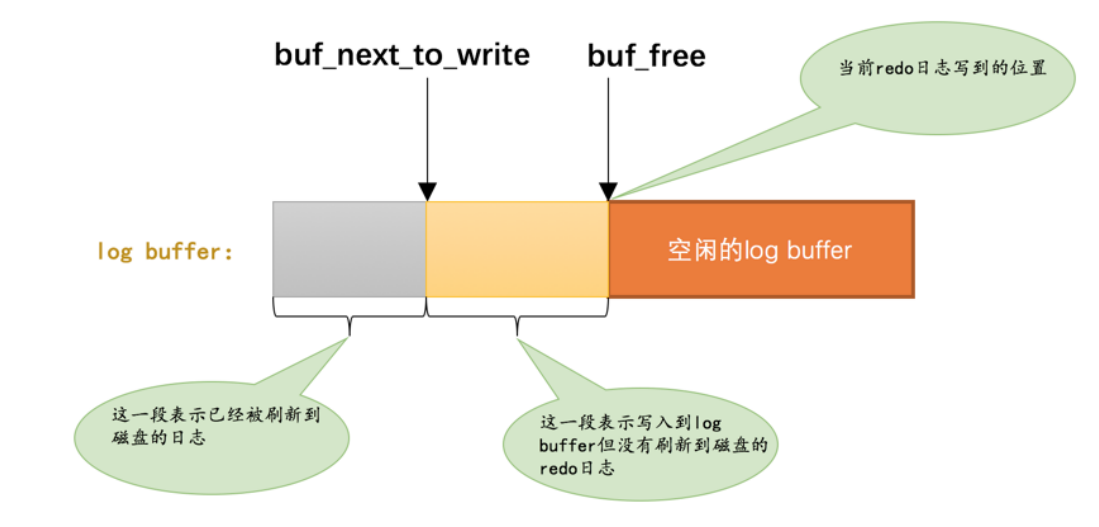 buf_next_to_write
buf_free
当前redo日志写到的位置
log buffer:
空闲的log buffer
这一段表示已经被刷新到
磁盘的日志
这一段表示写入到log
buffer但没有刷新到磁盘的
redo日志